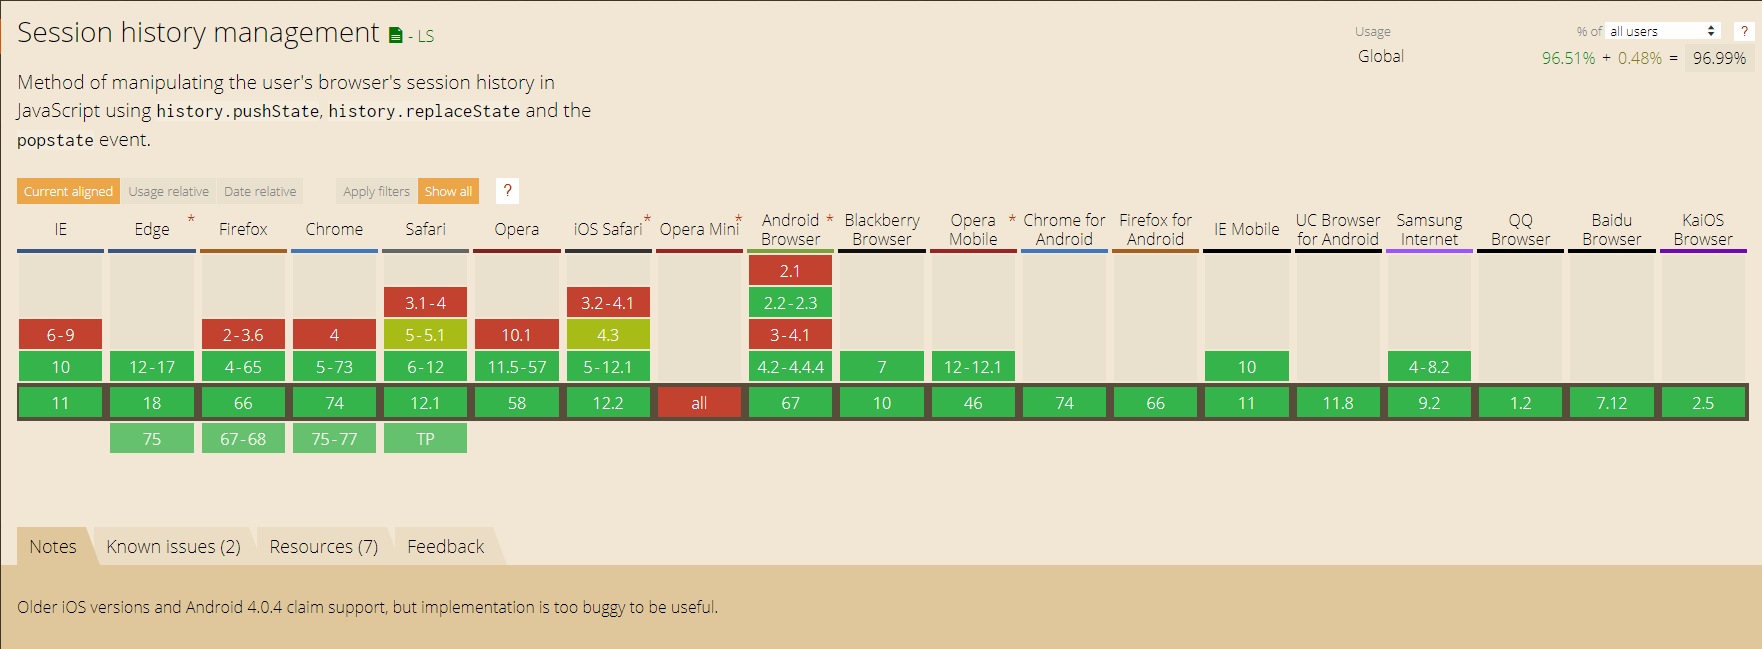 Session history management - LS
Usage % of all users ?
Global 96.51% + 0.48% = 96.99%
Method of manipulating the user's browser's session history in
JavaScript using history.pushState, history.replaceState and the
popstate event.
Current aligned Usage relative Date relative Apply filters Show all ?
IE Edge * Firefox Chrome Safari Opera iOS Safari * Opera Mini * Android Browser * Blackberry Browser Opera Mobile * Chrome for Android Firefox for Android IE Mobile UC Browser for Android Samsung Internet QQ Browser Baidu Browser KaiOS Browser
2.1
3.1-4 3.2-4.1 2.2-2.3
6-9 2-3.6 4 5-5.1 10.1 4.3 3-4.1
10 12-17 4-65 5-73 6-12 11.5-57 5-12.1 4.2-4.4.4 7 12-12.1 10 4-8.2
11 18 66 74 12.1 58 12.2 all 67 10 46 74 66 11 11.8 9.2 1.2 7.12 2.5
75 67-68 75-77 TP
Notes Known issues (2) Resources (7) Feedback
Older iOS versions and Android 4.0.4 claim support, but implementation is too buggy to be useful.